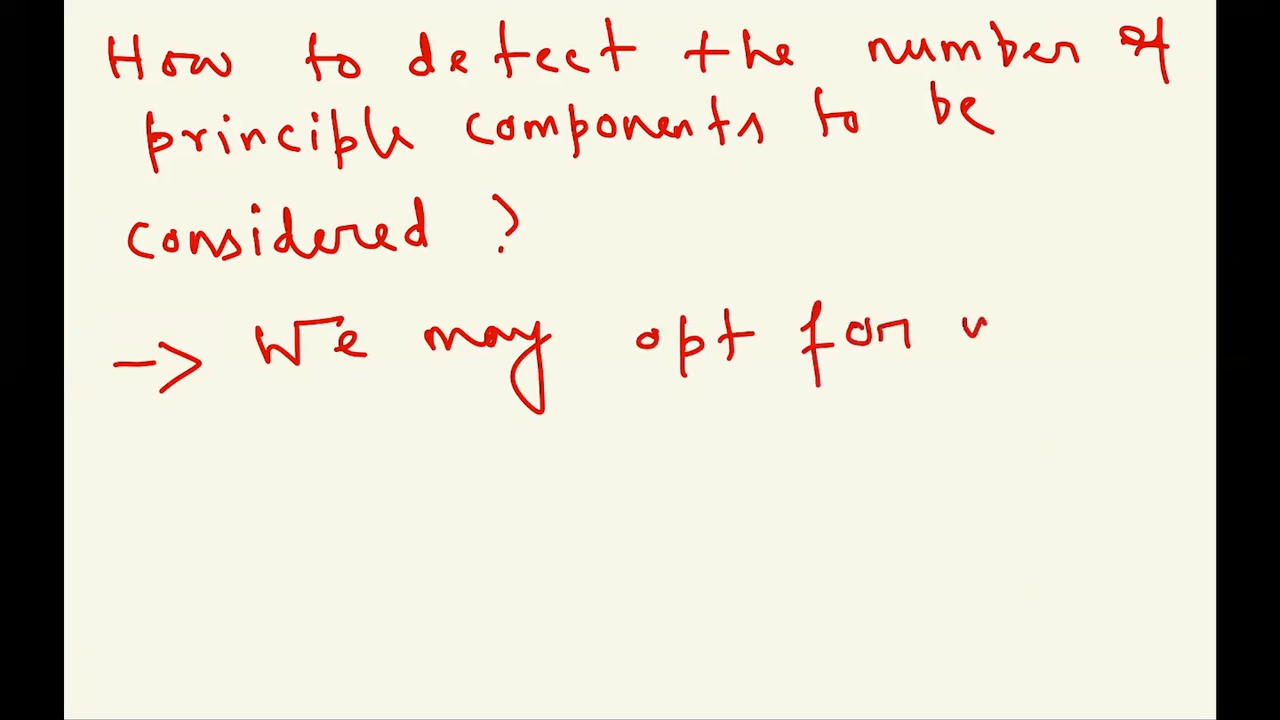 How to detect the number of
principle components to be
considered ?
→ We may opt for